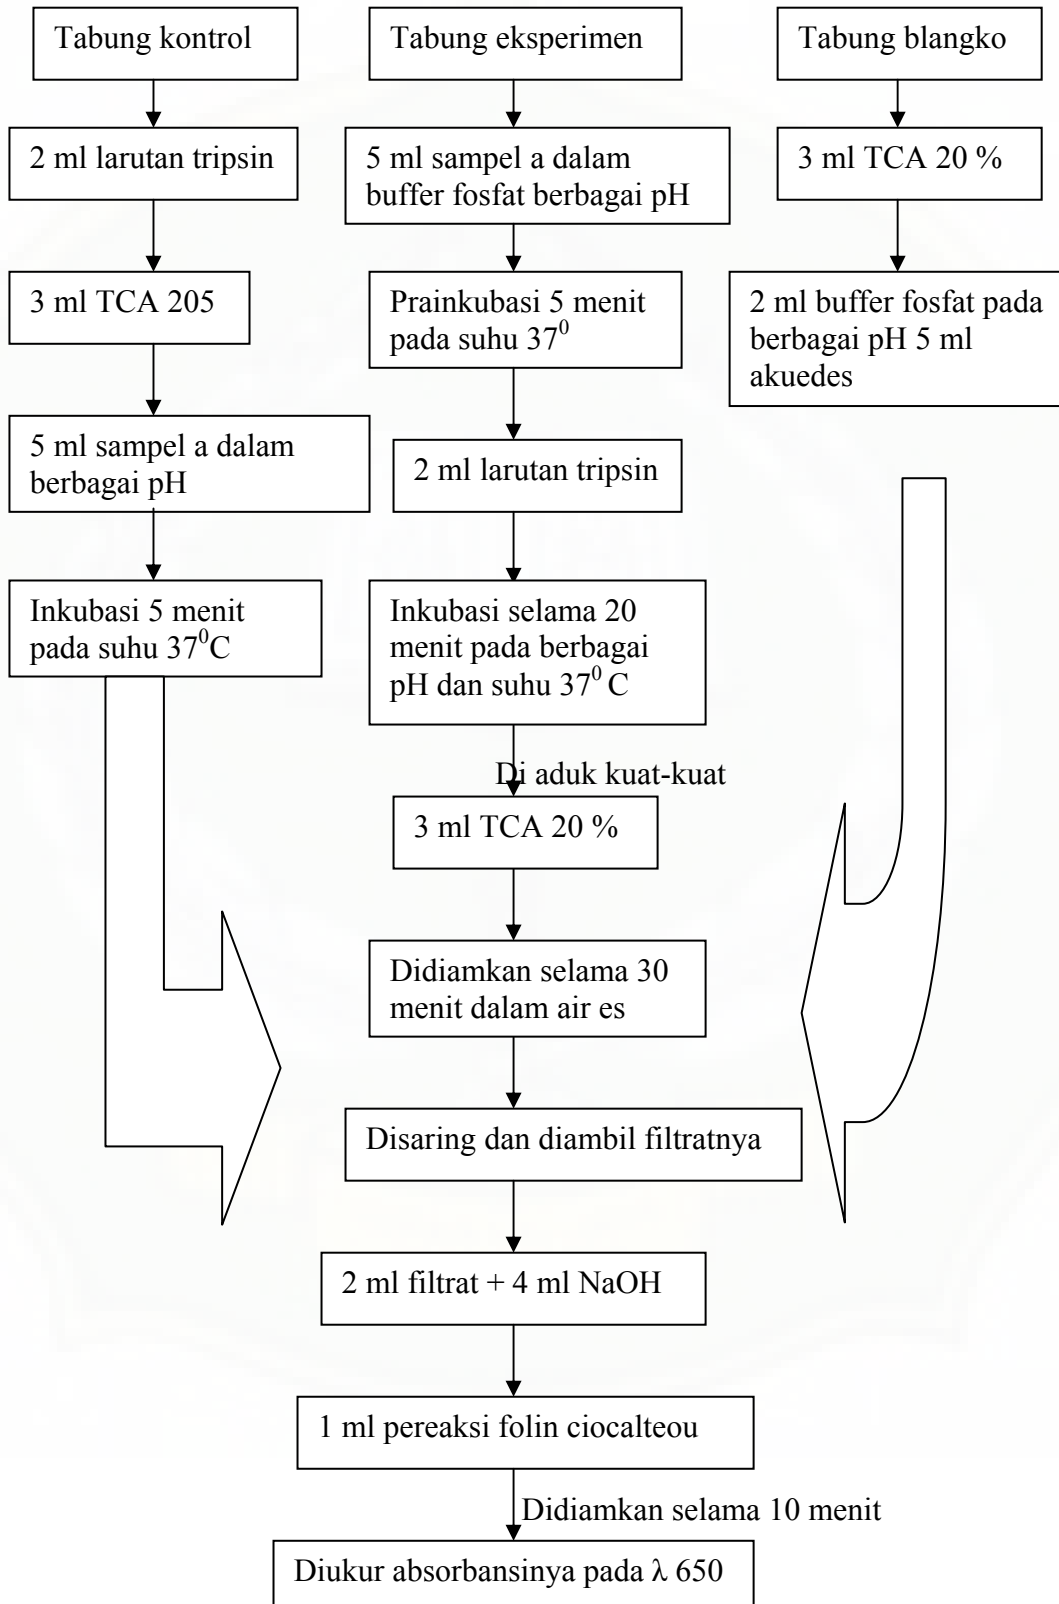 Tabung kontrol
2 ml larutan tripsin
3 ml TCA 205
5 ml sampel a dalam
berbagai pH
Inkubasi 5 menit
pada suhu 37⁰C
Tabung eksperimen
5 ml sampel a dalam
buffer fosfat berbagai pH
Prainkubasi 5 menit
pada suhu 37⁰
2 ml larutan tripsin
Inkubasi selama 20
menit pada berbagai
pH dan suhu 37⁰ C
Di aduk kuat-kuat
3 ml TCA 20 %
Didiamkan selama 30
menit dalam air es
Tabung blangko
3 ml TCA 20 %
2 ml buffer fosfat pada
berbagai pH 5 ml
akuedes
Disaring dan diambil filtratnya
2 ml filtrat + 4 ml NaOH
1 ml pereaksi folin ciocalteou
Didiamkan selama 10 menit
Diukur absorbansinya pada λ 650